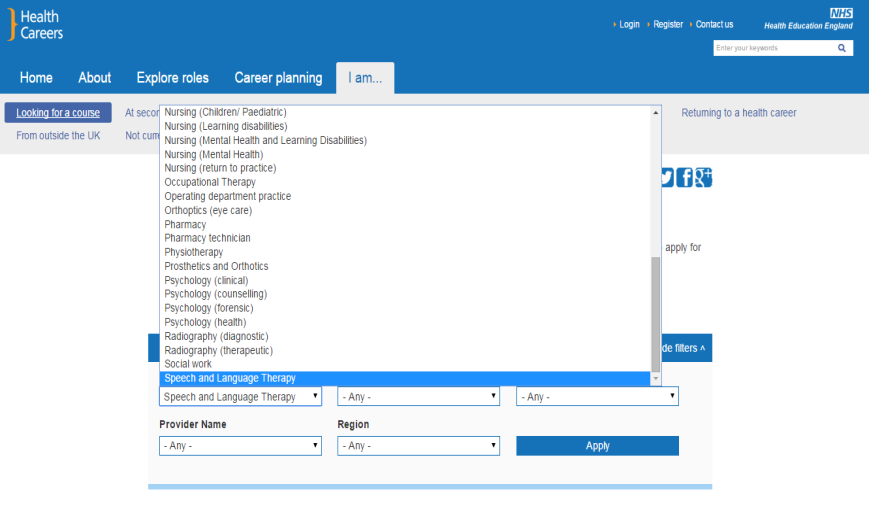 Health
Careers
Login Register Contact us
NHS
Health Education England
Enter your keywords
Home About Explore roles Career planning I am...
Looking for a course At secon Returning to a health career
From outside the UK Not curr
Nursing (Children/ Paediatric)
Nursing (Learning disabilities)
Nursing (Mental Health and Learning Disabilities)
Nursing (Mental Health)
Nursing (return to practice)
Occupational Therapy
Operating department practice
Orthoptics (eye care)
Pharmacy
Pharmacy technician
Physiotherapy
Prosthetics and Orthotics
Psychology (clinical)
Psychology (counselling)
Psychology (forensic)
Psychology (health)
Radiography (diagnostic)
Radiography (therapeutic)
Social work
Speech and Language Therapy
apply for
de filters ^
Speech and Language Therapy - Any - - Any -
Provider Name Region
- Any - - Any - Apply